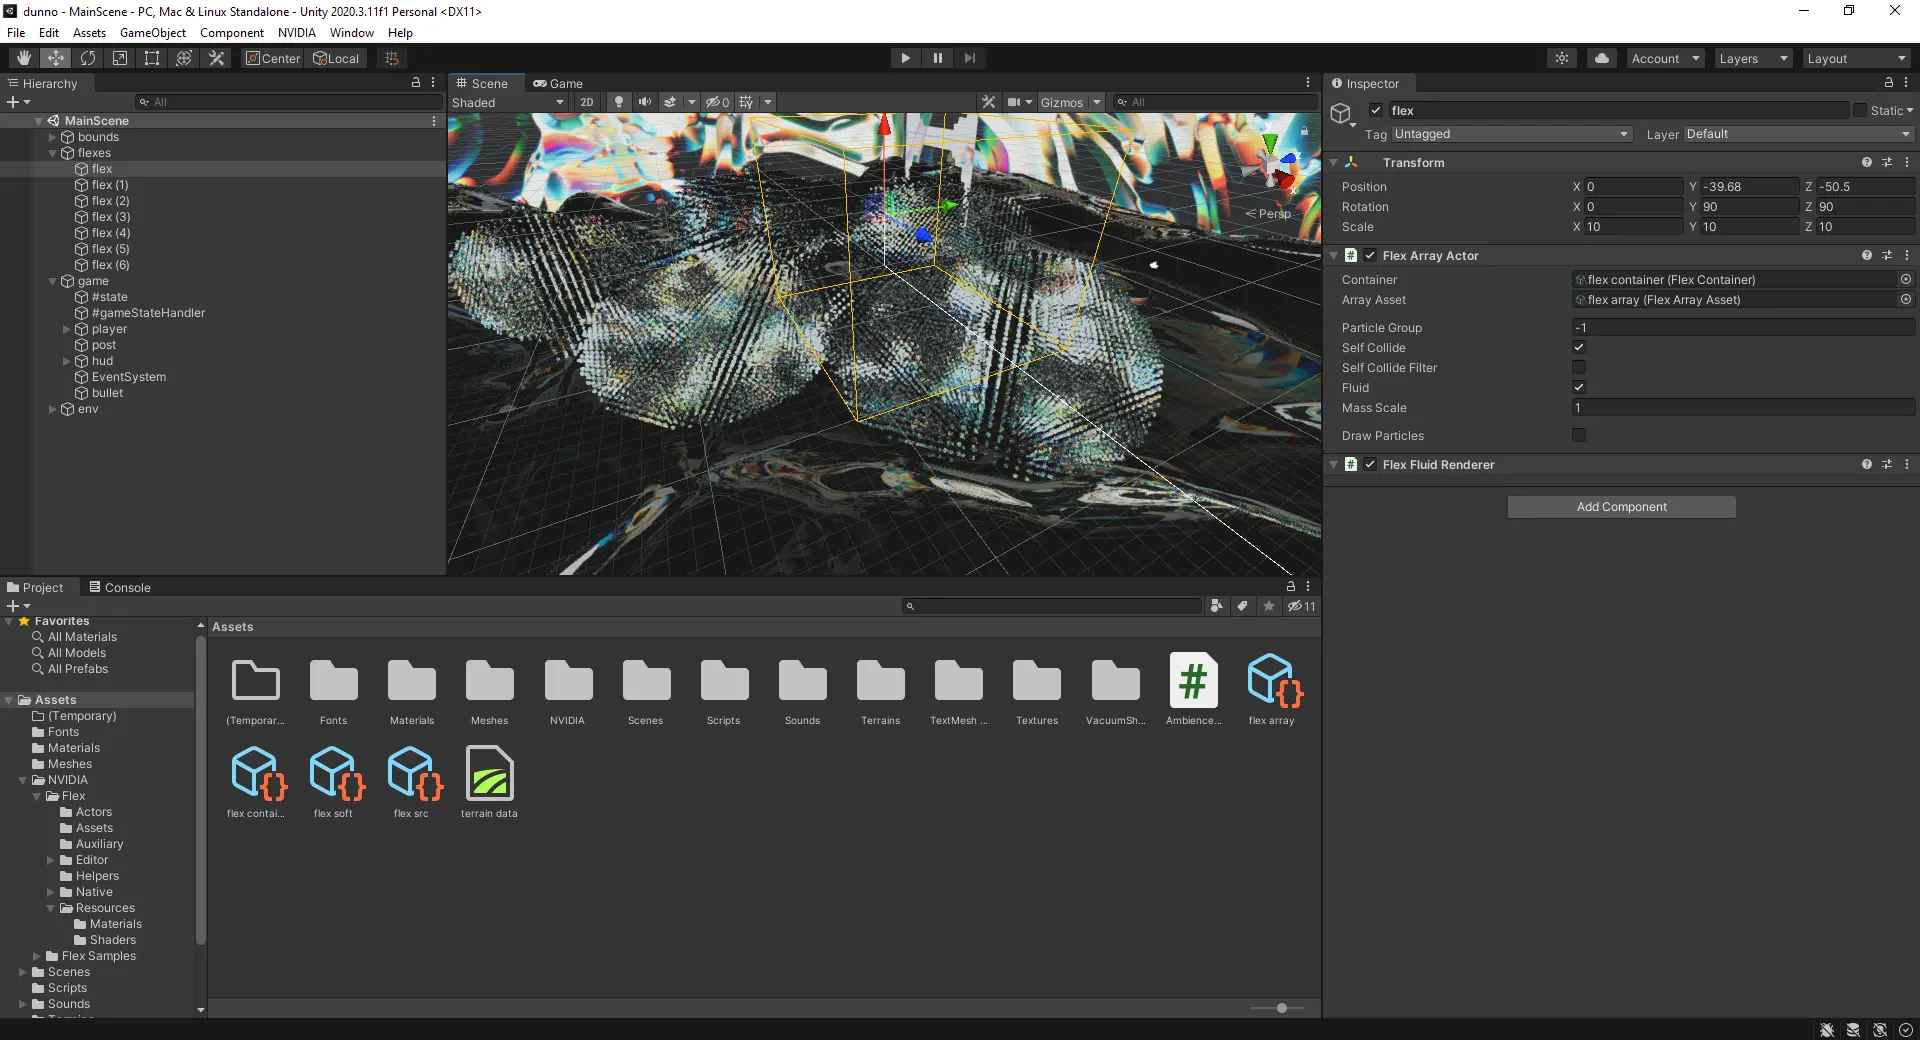 dunno - MainScene - PC, Mac & Linux Standalone - Unity 2020.3.11f1 Personal <DX11>
File Edit Assets GameObject Component NVIDIA Window Help
Center Local Account Layers Layout
Hierarchy
All
MainScene
bounds
flexes
flex
flex (1)
flex (2)
flex (3)
flex (4)
flex (5)
flex (6)
game
#state
#gameStateHandler
player
post
hud
EventSystem
bullet
env
Scene Game
Shaded 2D 0 Gizmos All
y
x
Persp
Inspector
flex Static
Tag Untagged Layer Default
Transform
Position X 0 Y -39.68 Z -50.5
Rotation X 0 Y 90 Z 90
Scale X 10 Y 10 Z 10
# Flex Array Actor
Container flex container (Flex Container)
Array Asset flex array (Flex Array Asset)
Particle Group -1
Self Collide
Self Collide Filter
Fluid
Mass Scale 1
Draw Particles
# Flex Fluid Renderer
Add Component
Project Console
11
Favorites
All Materials
All Models
All Prefabs
Assets
(Temporary)
Fonts
Materials
Meshes
NVIDIA
Flex
Actors
Assets
Auxiliary
Editor
Helpers
Native
Resources
Materials
Shaders
Flex Samples
Scenes
Scripts
Sounds
Assets
(Temporar... Fonts Materials Meshes NVIDIA Scenes Scripts Sounds Terrains TextMesh ... Textures VacuumSh... Ambience... flex array
flex contai... flex soft flex src terrain data